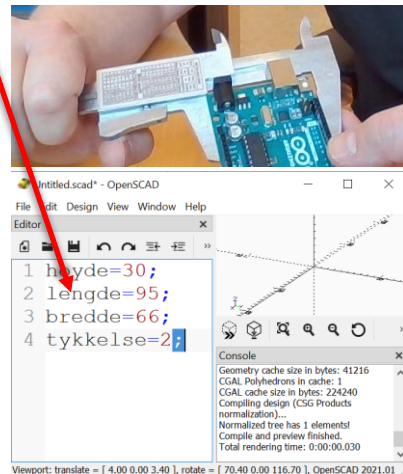 Untitled.scad* - OpenSCAD
File Edit Design View Window Help
Editor
1 høyde=30;
2 lengde=95;
3 bredde=66;
4 tykkelse=2;
Console
Geometry cache size in bytes: 41216
CGAL Polyhedrons in cache: 1
CGAL cache size in bytes: 224240
Compiling design (CSG Products
normalization)...
Normalized tree has 1 elements!
Compile and preview finished.
Total rendering time: 0:00:00.030
Viewport: translate = [ 4.00 0.00 3.40 ], rotate = [ 70.40 0.00 116.70 ], OpenSCAD 2021.01